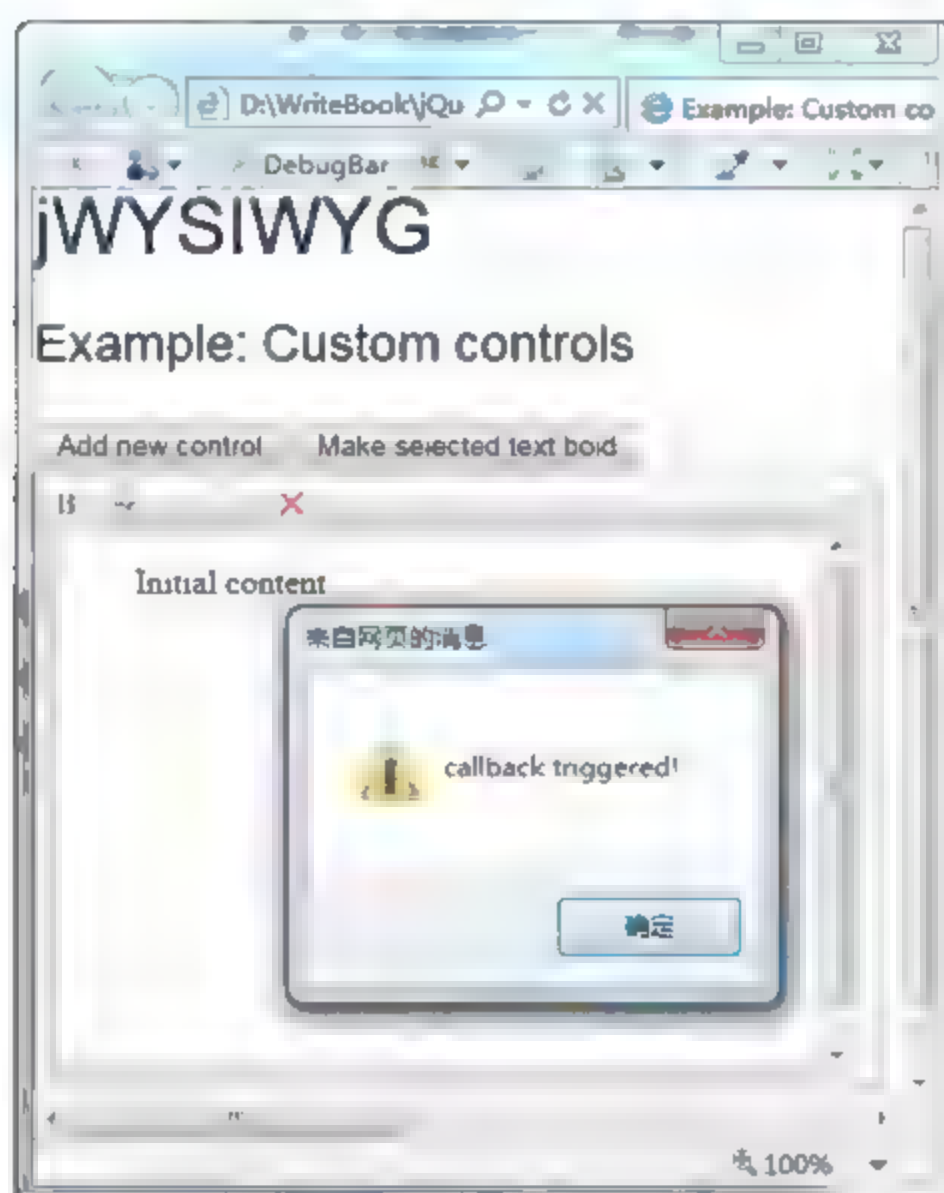 D:\WriteBook\jQu
Example: Custom co
DebugBar
jWYSIWYG
Example: Custom controls
Add new control Make selected text bold
B
Initial content
来自网页的消息
callback triggered!
确定
100%